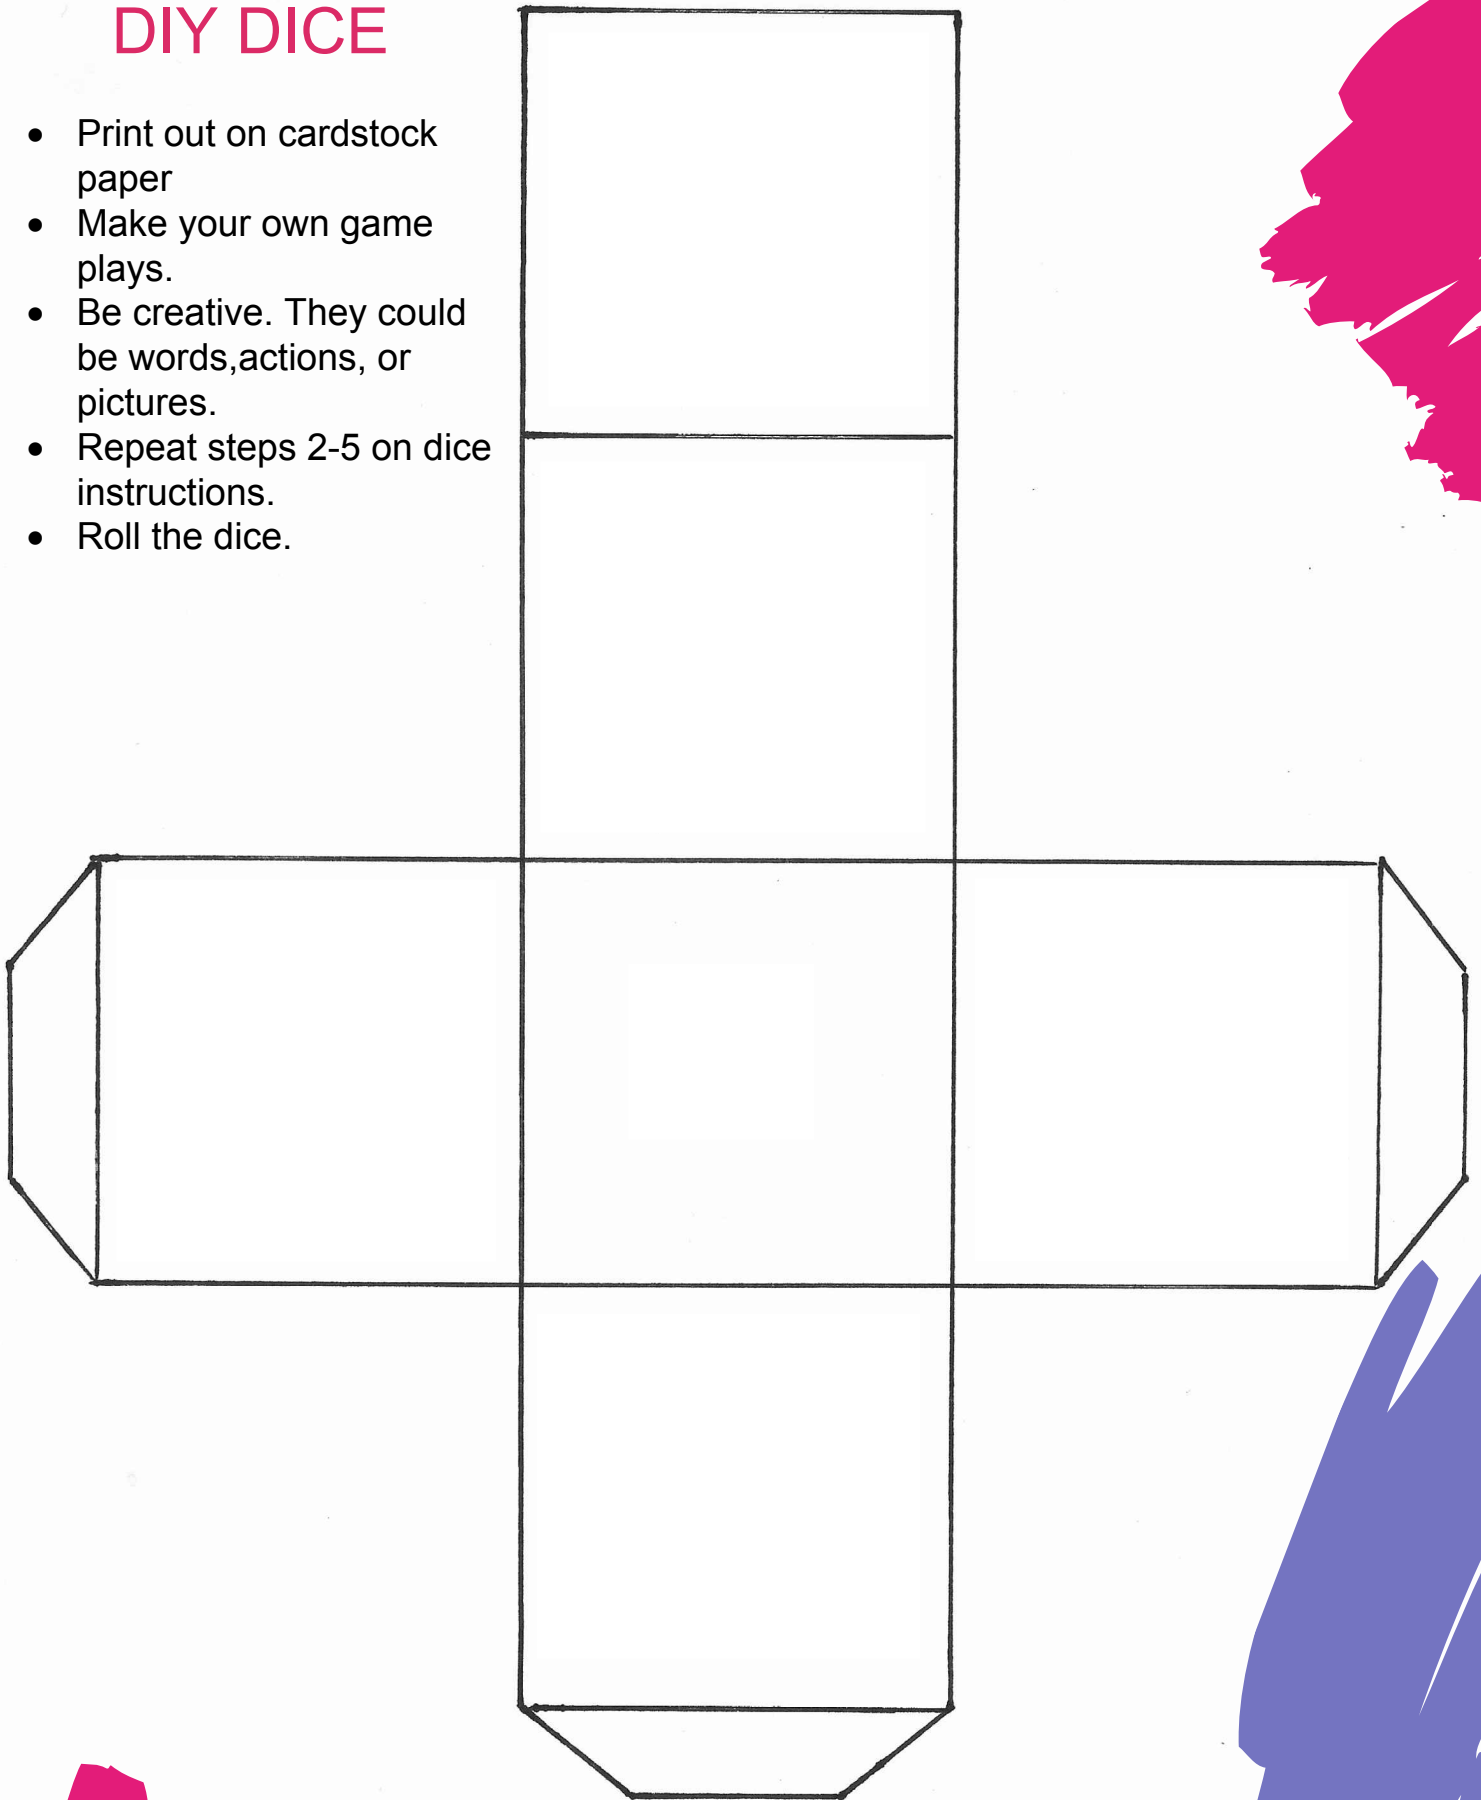 DIY DICE
• Print out on cardstock
paper
• Make your own game
plays.
• Be creative. They could
be words,actions, or
pictures.
• Repeat steps 2-5 on dice
instructions.
• Roll the dice.